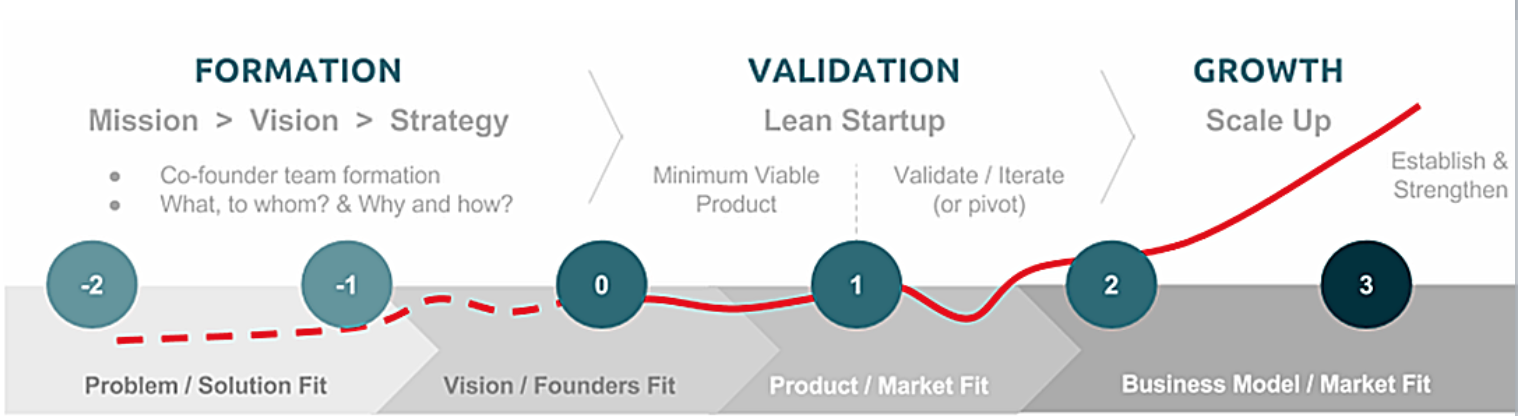 FORMATION
Mission > Vision > Strategy
• Co-founder team formation
• What, to whom? & Why and how?
VALIDATION
Lean Startup
Minimum Viable
Product
Validate / Iterate
(or pivot)
GROWTH
Scale Up
Establish &
Strengthen
-2
-1
0
1
2
3
Problem / Solution Fit
Vision / Founders Fit
Product / Market Fit
Business Model / Market Fit